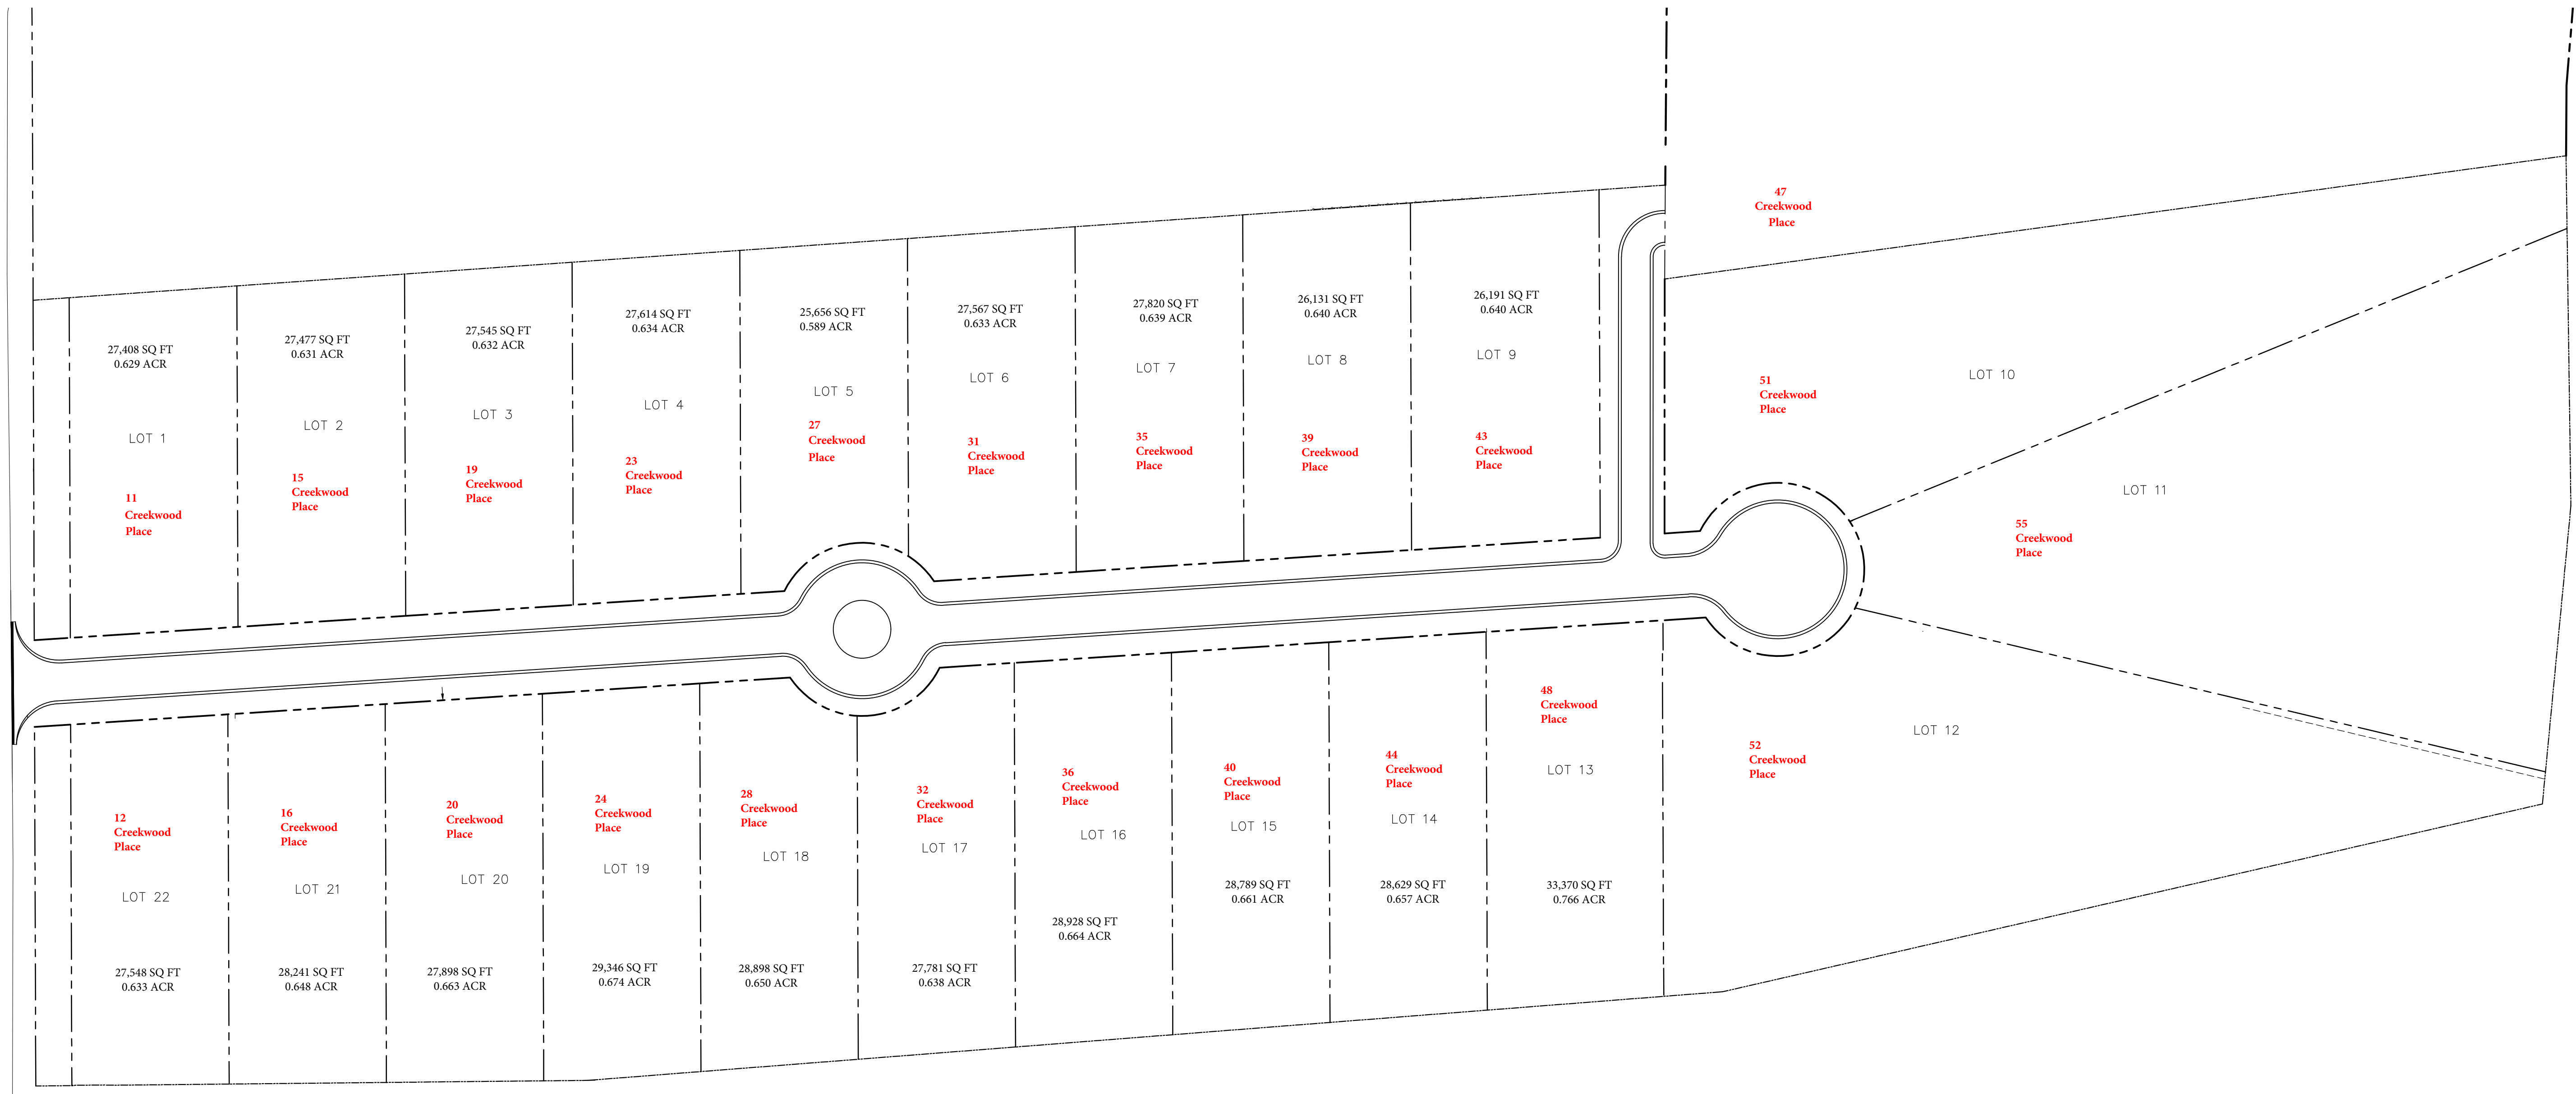 47
Creekwood
Place
27,408 SQ FT
0.629 ACR
LOT 1
11
Creekwood
Place
27,477 SQ FT
0.631 ACR
LOT 2
15
Creekwood
Place
27,545 SQ FT
0.632 ACR
LOT 3
19
Creekwood
Place
27,614 SQ FT
0.634 ACR
LOT 4
23
Creekwood
Place
25,656 SQ FT
0.589 ACR
LOT 5
27
Creekwood
Place
27,567 SQ FT
0.633 ACR
LOT 6
31
Creekwood
Place
27,820 SQ FT
0.639 ACR
LOT 7
35
Creekwood
Place
26,131 SQ FT
0.640 ACR
LOT 8
39
Creekwood
Place
26,191 SQ FT
0.640 ACR
LOT 9
43
Creekwood
Place
LOT 10
51
Creekwood
Place
LOT 11
55
Creekwood
Place
LOT 12
52
Creekwood
Place
12
Creekwood
Place
LOT 22
27,548 SQ FT
0.633 ACR
16
Creekwood
Place
LOT 21
28,241 SQ FT
0.648 ACR
20
Creekwood
Place
LOT 20
27,898 SQ FT
0.663 ACR
24
Creekwood
Place
LOT 19
29,346 SQ FT
0.674 ACR
28
Creekwood
Place
LOT 18
28,898 SQ FT
0.650 ACR
32
Creekwood
Place
LOT 17
27,781 SQ FT
0.638 ACR
36
Creekwood
Place
LOT 16
28,928 SQ FT
0.664 ACR
40
Creekwood
Place
LOT 15
28,789 SQ FT
0.661 ACR
44
Creekwood
Place
LOT 14
28,629 SQ FT
0.657 ACR
48
Creekwood
Place
LOT 13
33,370 SQ FT
0.766 ACR